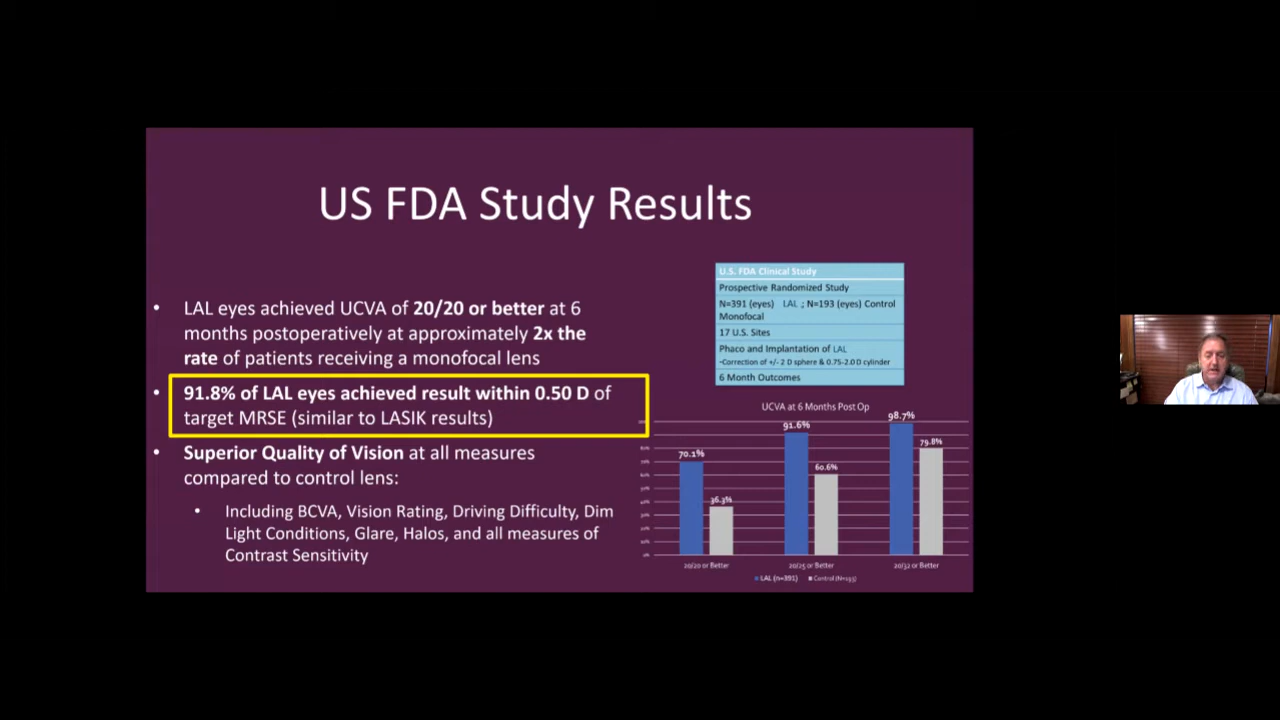 US FDA Study Results
• LAL eyes achieved UCVA of 20/20 or better at 6
months postoperatively at approximately 2x the
rate of patients receiving a monofocal lens
• 91.8% of LAL eyes achieved result within 0.50 D of
target MRSE (similar to LASIK results)
• Superior Quality of Vision at all measures
compared to control lens:
• Including BCVA, Vision Rating, Driving Difficulty, Dim
Light Conditions, Glare, Halos, and all measures of
Contrast Sensitivity
U.S. FDA Clinical Study
Prospective Randomized Study
N=391 (eyes) LAL ; N=193 (eyes) Control
Monofocal
17 U.S. Sites
Phaco and Implantation of LAL
-Correction of +/- 2 D sphere & 0.75-2.0 D cylinder
6 Month Outcomes
UCVA at 6 Months Post Op
70.1%
36.3%
91.6%
60.6%
98.7%
79.8%
20/20 or Better
20/25 or Better
20/32 or Better
LAL (n=391) Control (N=193)